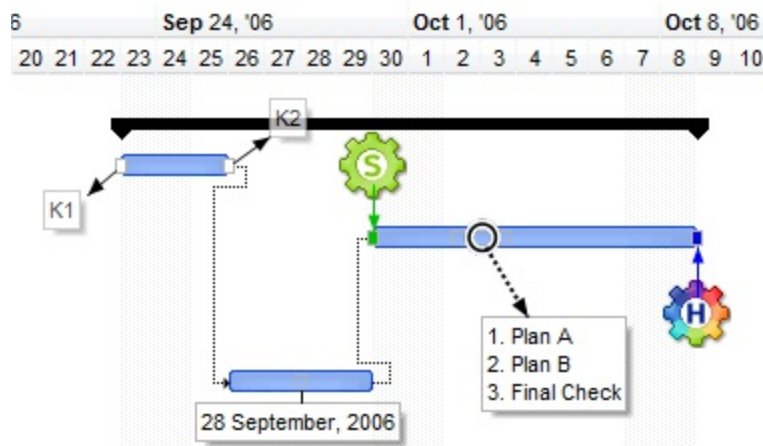 6 Sep 24, '06 Oct 1, '06 Oct 8, '06
20 21 22 23 24 25 26 27 28 29 30 1 2 3 4 5 6 7 8 9 10
K2
S
K1
H
1. Plan A
2. Plan B
3. Final Check
28 September, 2006